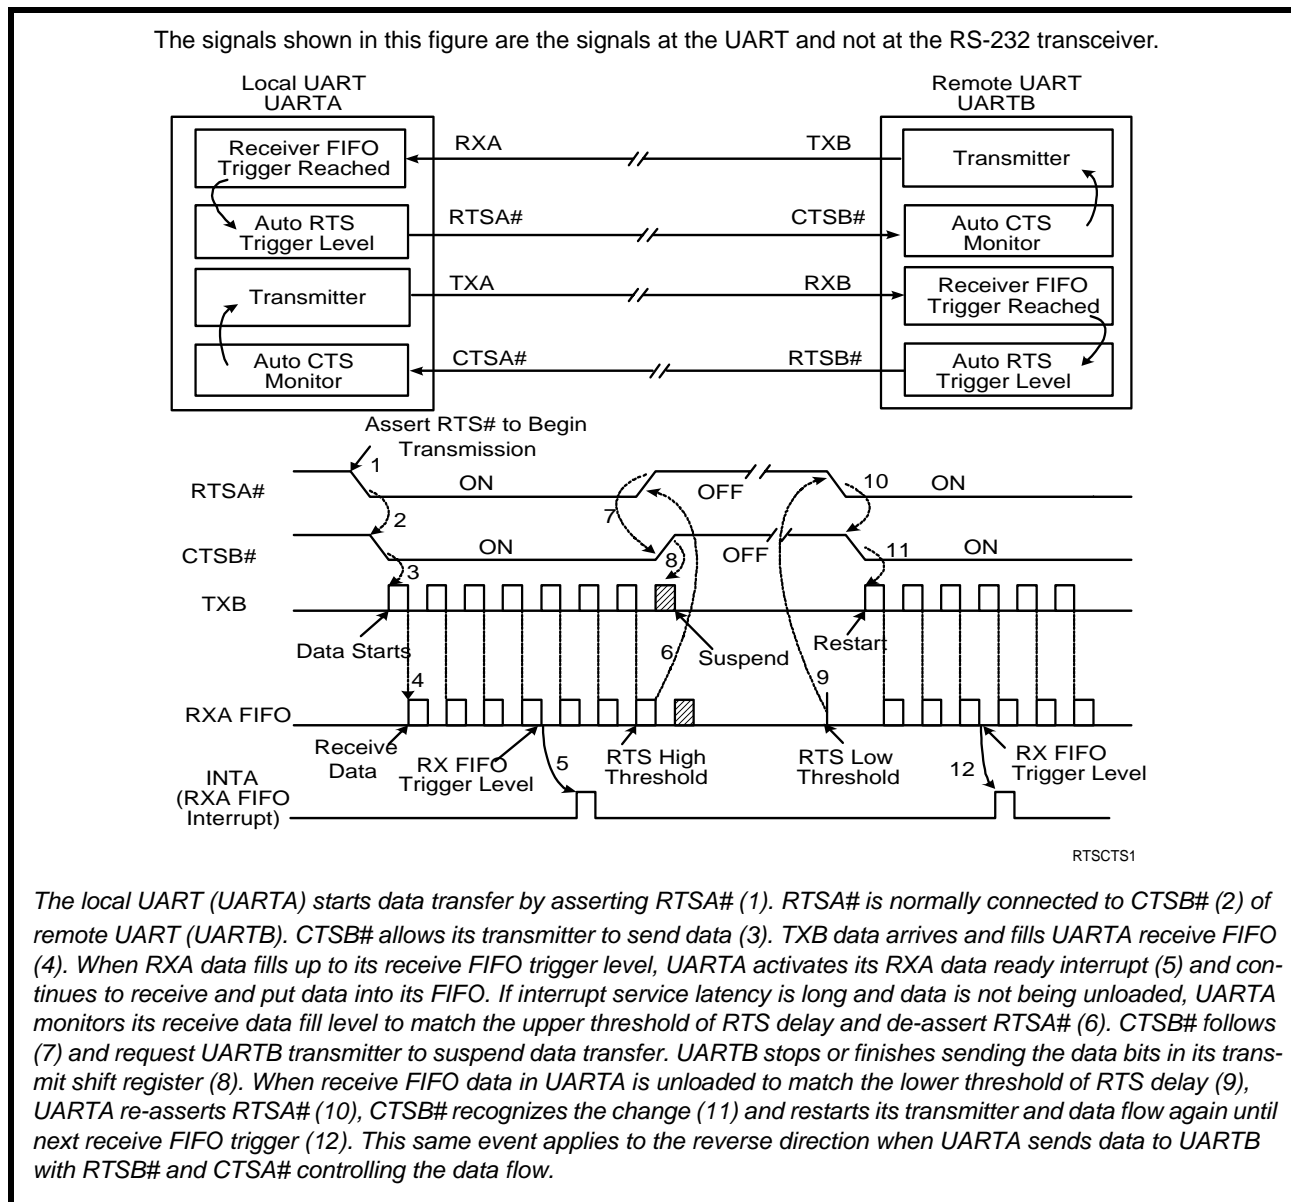 The signals shown in this figure are the signals at the UART and not at the RS-232 transceiver.
Local UART
UARTA
Remote UART
UARTB
Receiver FIFO
Trigger Reached
RXA
TXB
Transmitter
Auto RTS
Trigger Level
RTSA#
CTSB#
Auto CTS
Monitor
Transmitter
TXA
RXB
Receiver FIFO
Trigger Reached
Auto CTS
Monitor
CTSA#
RTSB#
Auto RTS
Trigger Level
Assert RTS# to Begin
Transmission
RTSA#
1
ON
OFF
10
ON
2
7
CTSB#
ON
OFF
11
ON
3
8
TXB
Data Starts
6
Suspend
Restart
4
9
RXA FIFO
Receive
Data
RX FIFO
Trigger Level
5
RTS High
Threshold
RTS Low
Threshold
12
RX FIFO
Trigger Level
INTA
(RXA FIFO
Interrupt)
RTSCTS1
The local UART (UARTA) starts data transfer by asserting RTSA# (1). RTSA# is normally connected to CTSB# (2) of
remote UART (UARTB). CTSB# allows its transmitter to send data (3). TXB data arrives and fills UARTA receive FIFO
(4). When RXA data fills up to its receive FIFO trigger level, UARTA activates its RXA data ready interrupt (5) and con-
tinues to receive and put data into its FIFO. If interrupt service latency is long and data is not being unloaded, UARTA
monitors its receive data fill level to match the upper threshold of RTS delay and de-assert RTSA# (6). CTSB# follows
(7) and request UARTB transmitter to suspend data transfer. UARTB stops or finishes sending the data bits in its trans-
mit shift register (8). When receive FIFO data in UARTA is unloaded to match the lower threshold of RTS delay (9),
UARTA re-asserts RTSA# (10), CTSB# recognizes the change (11) and restarts its transmitter and data flow again until
next receive FIFO trigger (12). This same event applies to the reverse direction when UARTA sends data to UARTB
with RTSB# and CTSA# controlling the data flow.